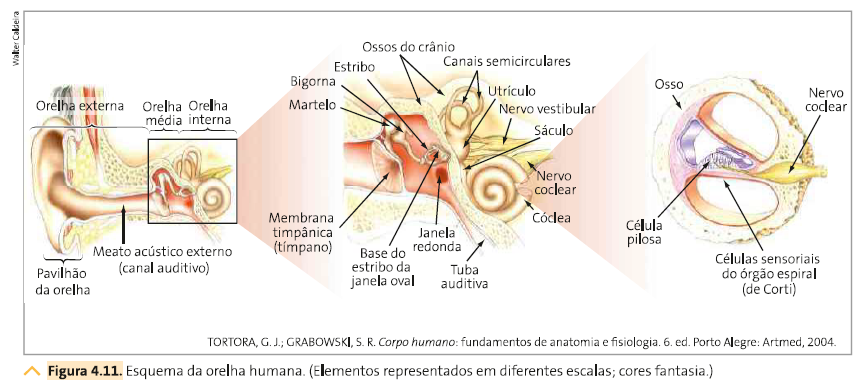 Walter Caldeira
Orelha externa
Orelha
média
Orelha
interna
Meato acústico externo
(canal auditivo)
Pavilhão
da orelha
Ossos do crânio
Estribo
Bigorna
Martelo
Canais semicirculares
Utrículo
Nervo vestibular
Sáculo
Nervo
coclear
Cóclea
Membrana
timpânica
(tímpano)
Base do
estribo da
janela oval
Janela
redonda
Tuba
auditiva
Osso
Nervo
coclear
Célula
pilosa
Células sensoriais
do órgão espiral
(de Corti)
TORTORA, G. J.; GRABOWSKI, S. R. Corpo humano: fundamentos de anatomia e fisiologia. 6. ed. Porto Alegre: Artmed, 2004.
Figura 4.11. Esquema da orelha humana. (Elementos representados em diferentes escalas; cores fantasia.)